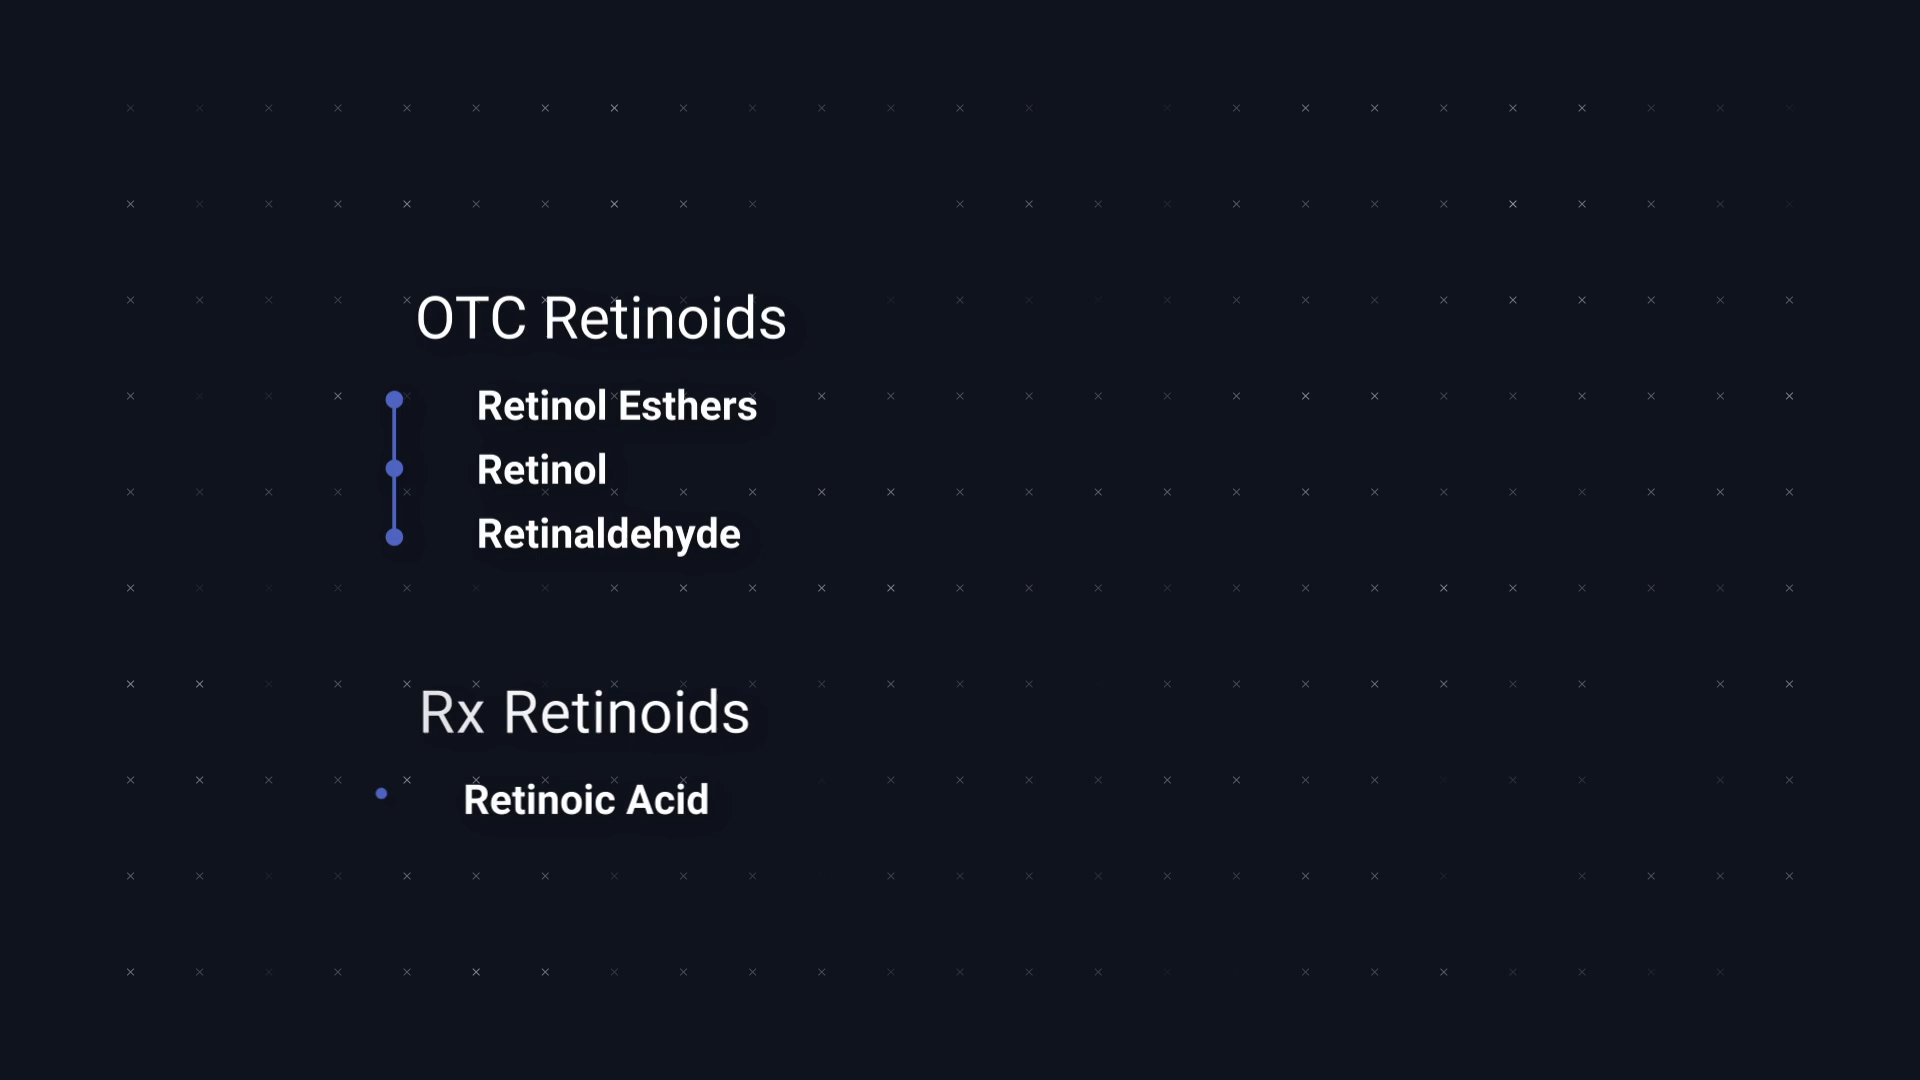 OTC Retinoids
Retinol Esthers
Retinol
Retinaldehyde
Rx Retinoids
Retinoic Acid